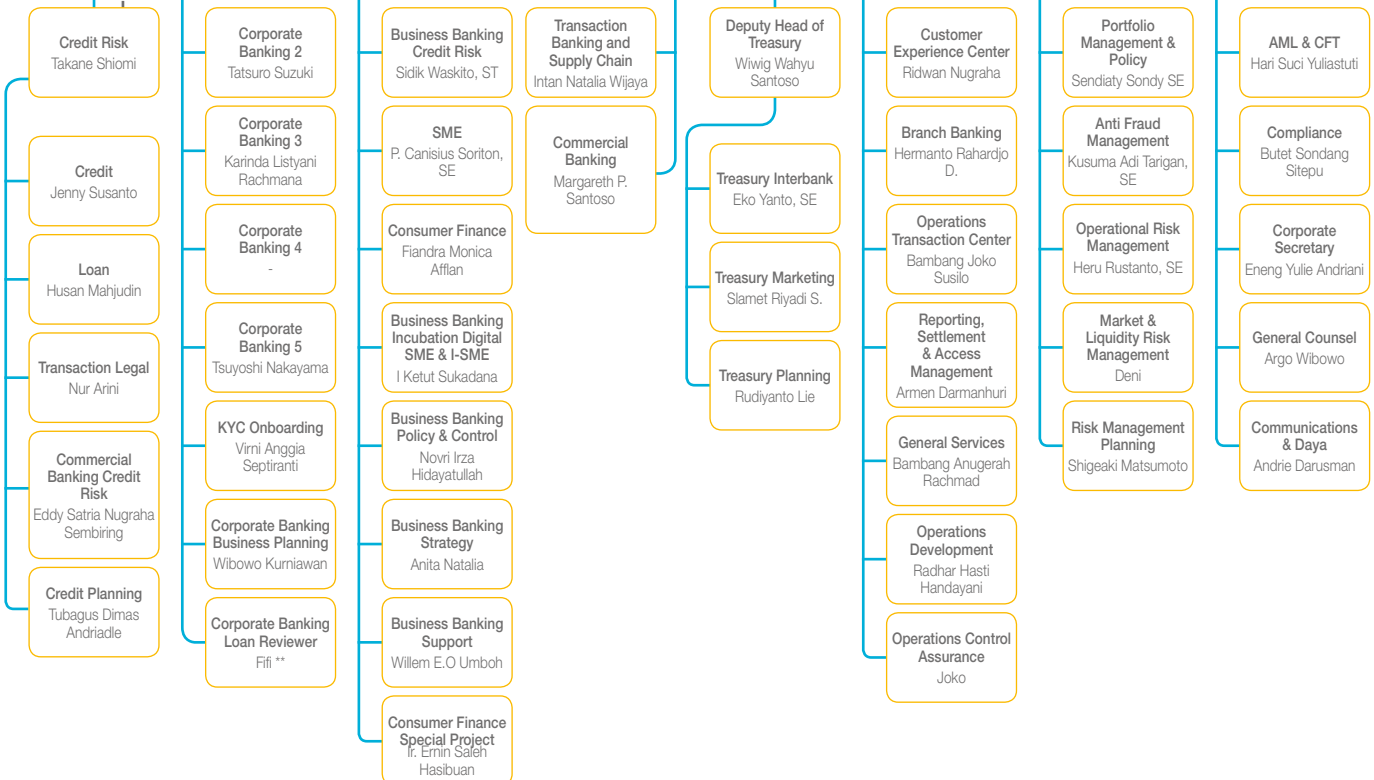 Credit Risk
Takane Shiomi
Credit
Jenny Susanto
Loan
Husan Mahjudin
Transaction Legal
Nur Arini
Commercial
Banking Credit
Risk
Eddy Satria Nugraha
Sembiring
Credit Planning
Tubagus Dimas
Andriadle
Corporate
Banking 2
Tatsuro Suzuki
Corporate
Banking 3
Karinda Listyani
Rachmana
Corporate
Banking 4
-
Corporate
Banking 5
Tsuyoshi Nakayama
KYC Onboarding
Virni Anggia
Septiranti
Corporate Banking
Business Planning
Wibowo Kurniawan
Corporate Banking
Loan Reviewer
Fifi **
Business Banking
Credit Risk
Sidik Waskito, ST
SME
P. Canisius Soriton,
SE
Consumer Finance
Fiandra Monica
Afflan
Business Banking
Incubation Digital
SME & I-SME
I Ketut Sukadana
Business Banking
Policy & Control
Novri Irza
Hidayatullah
Business Banking
Strategy
Anita Natalia
Business Banking
Support
Willem E.O Umboh
Consumer Finance
Special Project
Ir. Ernin Saleh
Hasibuan
Transaction
Banking and
Supply Chain
Intan Natalia Wijaya
Commercial
Banking
Margareth P.
Santoso
Deputy Head of
Treasury
Wiwig Wahyu
Santoso
Treasury Interbank
Eko Yanto, SE
Treasury Marketing
Slamet Riyadi S.
Treasury Planning
Rudiyanto Lie
Customer
Experience Center
Ridwan Nugraha
Branch Banking
Hermanto Rahardjo
D.
Operations
Transaction Center
Bambang Joko
Susilo
Reporting,
Settlement
& Access
Management
Armen Darmanhuri
General Services
Bambang Anugerah
Rachmad
Operations
Development
Radhar Hasti
Handayani
Operations Control
Assurance
Joko
Portfolio
Management &
Policy
Sendiaty Sondy SE
Anti Fraud
Management
Kusuma Adi Tarigan,
SE
Operational Risk
Management
Heru Rustanto, SE
Market &
Liquidity Risk
Management
Deni
Risk Management
Planning
Shigeaki Matsumoto
AML & CFT
Hari Suci Yuliastuti
Compliance
Butet Sondang
Sitepu
Corporate
Secretary
Eneng Yulie Andriani
General Counsel
Argo Wibowo
Communications
& Daya
Andrie Darusman